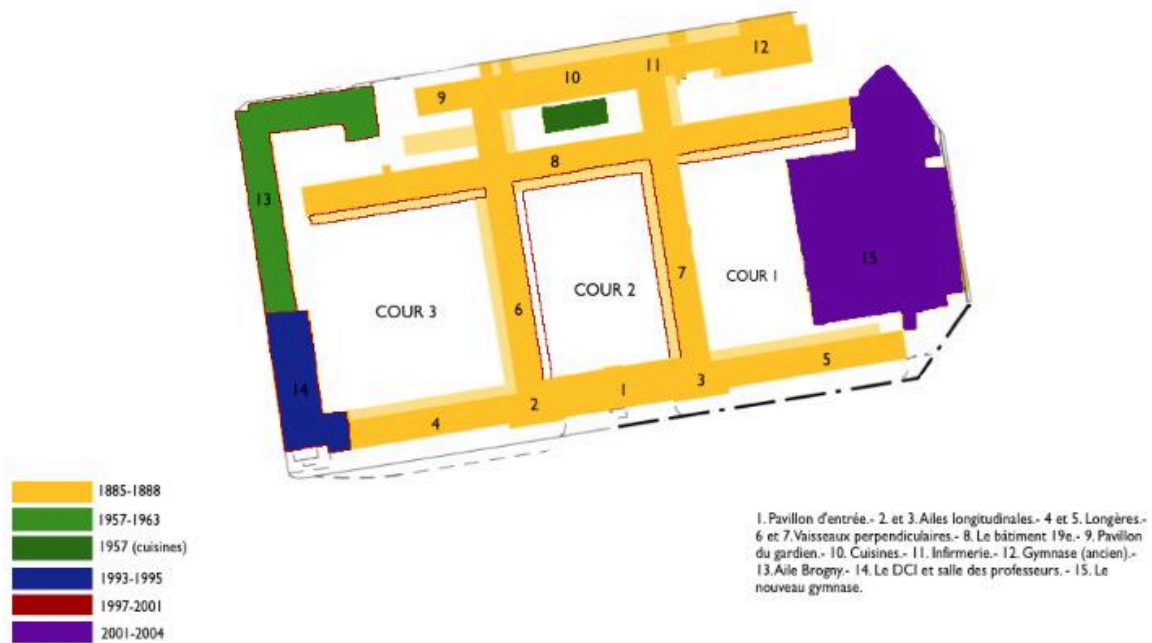 12
11
10
9
8
13
7
15
COUR 1
COUR 2
COUR 3
6
5
1
3
14
2
4
1885-1888
1957-1963
1957 (cuisines)
1993-1995
1997-2001
2001-2004
1. Pavillon d'entrée.- 2. et 3. Ailes longitudinales.- 4 et 5. Longères.-
6 et 7. Vaisseaux perpendiculaires.- 8. Le bâtiment 19e.- 9. Pavillon
du gardien.- 10. Cuisines.- 11. Infirmerie.- 12. Gymnase (ancien).-
13. Aile Brogny.- 14. Le DCI et salle des professeurs. - 15. Le
nouveau gymnase.